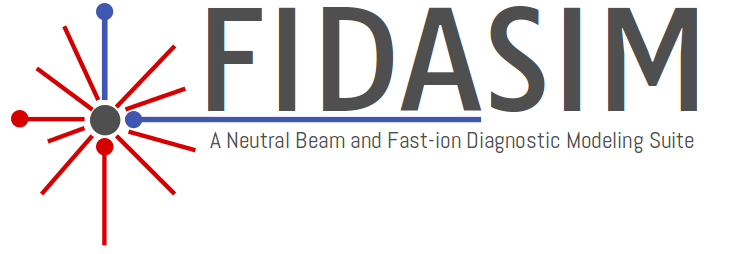 FIDASIM
A Neutral Beam and Fast-ion Diagnostic Modeling Suite